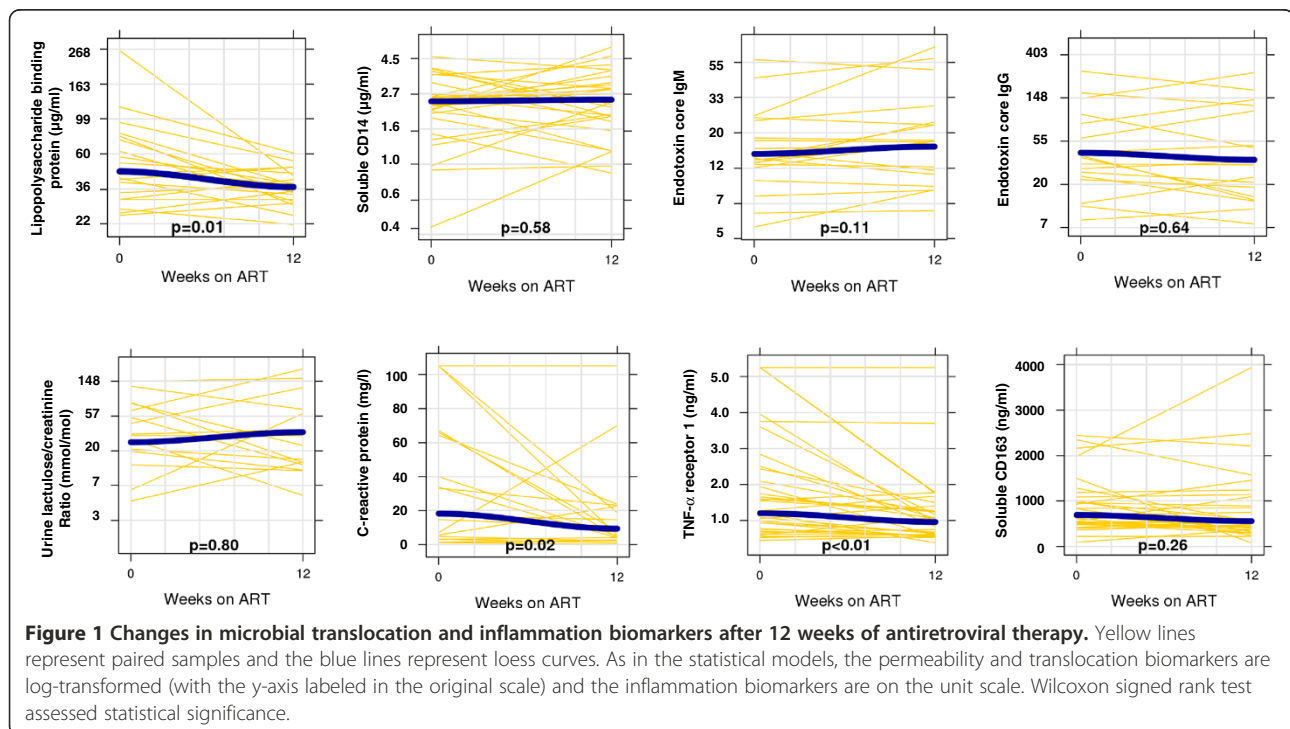 Lipopolysaccharide binding
protein (µg/ml)
268
163
99
60
36
22
p=0.01
0
12
Weeks on ART
Soluble CD14 (µg/ml)
4.5
2.7
1.6
1.0
0.6
0.4
p=0.58
0
12
Weeks on ART
Endotoxin core IgM
55
33
20
12
7
5
p=0.11
0
12
Weeks on ART
Endotoxin core IgG
403
148
55
20
7
p=0.64
0
12
Weeks on ART
Urine lactulose/creatinine
Ratio (mmol/mol)
148
57
20
7
3
p=0.80
0
12
Weeks on ART
C-reactive protein (mg/l)
100
80
60
40
20
0
p=0.02
0
12
Weeks on ART
TNF-α receptor 1 (ng/ml)
5.0
4.0
3.0
2.0
1.0
p<0.01
0
12
Weeks on ART
Soluble CD163 (ng/ml)
4000
3000
2000
1000
0
p=0.26
0
12
Weeks on ART
Figure 1 Changes in microbial translocation and inflammation biomarkers after 12 weeks of antiretroviral therapy. Yellow lines
represent paired samples and the blue lines represent loess curves. As in the statistical models, the permeability and translocation biomarkers are
log-transformed (with the y-axis labeled in the original scale) and the inflammation biomarkers are on the unit scale. Wilcoxon signed rank test
assessed statistical significance.